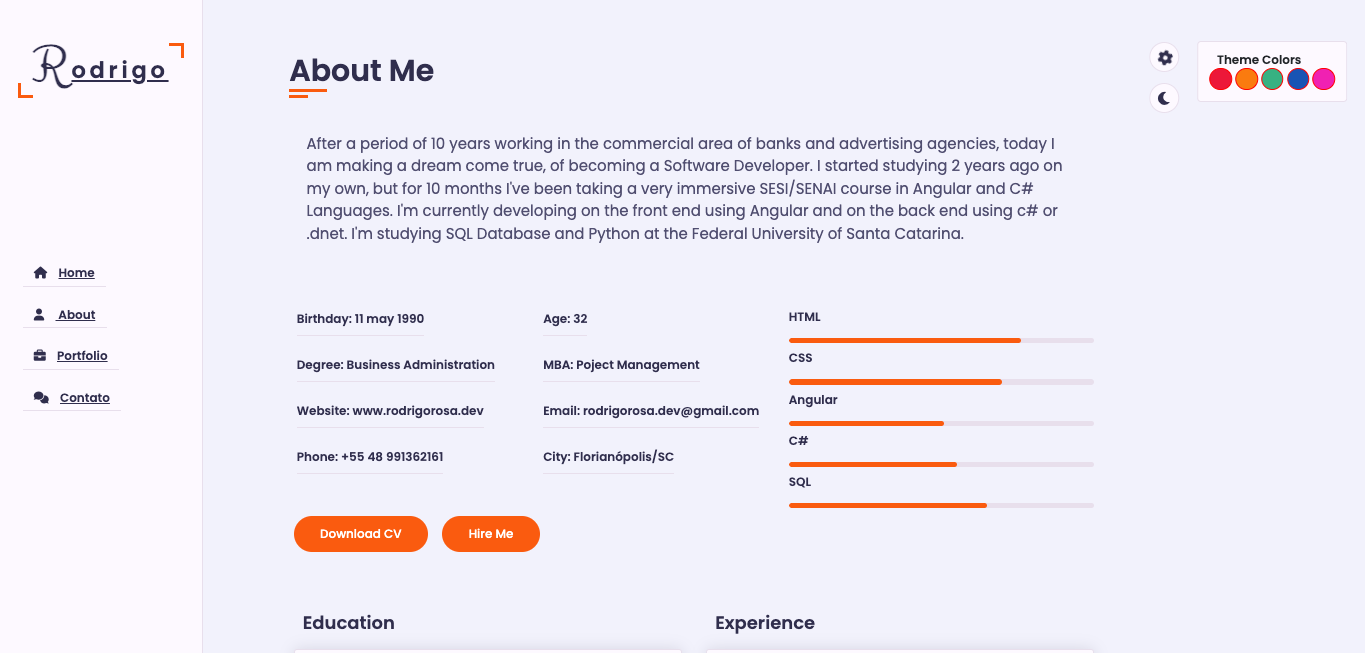 Rodrigo
Home
About
Portfolio
Contato
About Me
Theme Colors
After a period of 10 years working in the commercial area of banks and advertising agencies, today I
am making a dream come true, of becoming a Software Developer. I started studying 2 years ago on
my own, but for 10 months I've been taking a very immersive SESI/SENAI course in Angular and C#
Languages. I'm currently developing on the front end using Angular and on the back end using c# or
.dnet. I'm studying SQL Database and Python at the Federal University of Santa Catarina.
Birthday: 11 may 1990
Age: 32
Degree: Business Administration
MBA: Poject Management
Website: www.rodrigorosa.dev
Email: rodrigorosa.dev@gmail.com
Phone: +55 48 991362161
City: Florianópolis/SC
HTML
CSS
Angular
C#
SQL
Download CV
Hire Me
Education
Experience